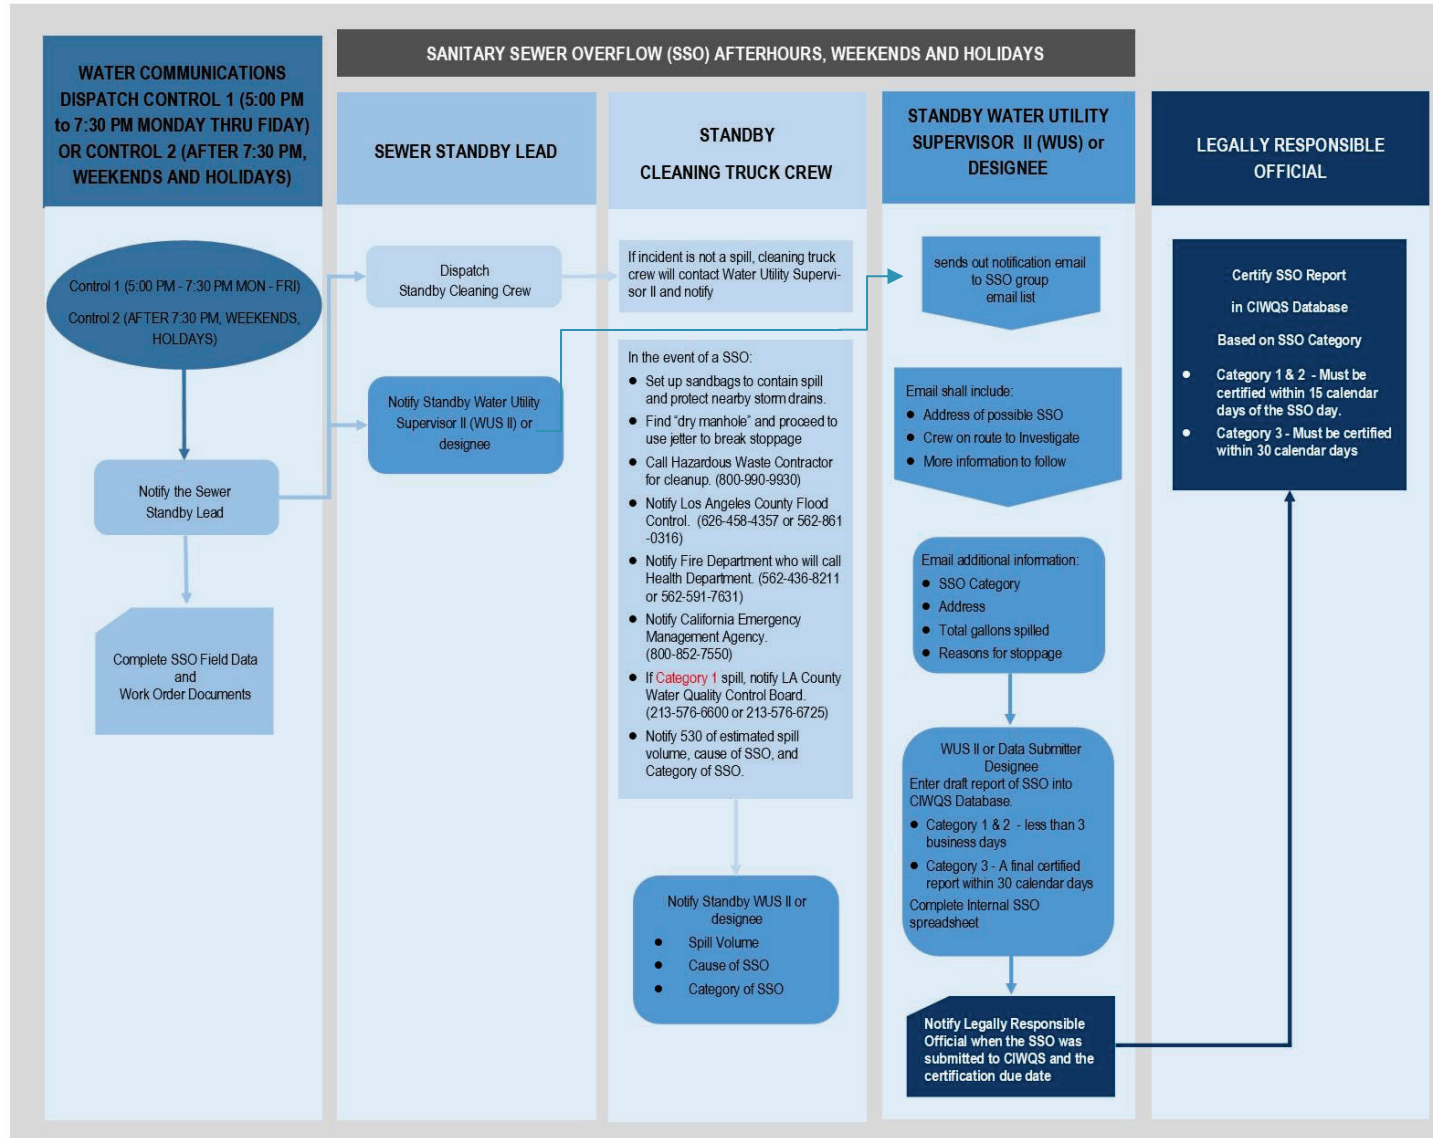 SANITARY SEWER OVERFLOW (SSO) AFTERHOURS, WEEKENDS AND HOLIDAYS
WATER COMMUNICATIONS
DISPATCH CONTROL 1 (5:00 PM
to 7:30 PM MONDAY THRU FIDAY)
OR CONTROL 2 (AFTER 7:30 PM,
WEEKENDS AND HOLIDAYS)
Control 1 (5:00 PM - 7:30 PM MON - FRI)
Control 2 (AFTER 7:30 PM, WEEKENDS,
HOLDAYS)
Notify the Sewer
Standby Lead
Complete SSO Field Data
and
Work Order Documents
SEWER STANDBY LEAD
Dispatch
Standby Cleaning Crew
Notify Standby Water Utility
Supervisor II (WUS II) or
designee
STANDBY
CLEANING TRUCK CREW
If incident is not a spill, cleaning truck
crew will contact Water Utility Supervi-
sor II and notify
In the event of a SSO:
● Set up sandbags to contain spill
and protect nearby storm drains.
● Find “dry manhole” and proceed to
use jetter to break stoppage
● Call Hazardous Waste Contractor
for cleanup. (800-990-9930)
● Notify Los Angeles County Flood
Control. (626-458-4357 or 562-861
-0316)
● Notify Fire Department who will call
Health Department. (562-436-8211
or 562-591-7631)
● Notify California Emergency
Management Agency.
(800-852-7550)
● If Category 1 spill, notify LA County
Water Quality Control Board.
(213-576-6600 or 213-576-6725)
● Notify 530 of estimated spill
volume, cause of SSO, and
Category of SSO.
Notify Standby WUS II or
designee
● Spill Volume
● Cause of SSO
● Category of SSO
STANDBY WATER UTILITY
SUPERVISOR II (WUS) or
DESIGNEE
sends out notification email
to SSO group
email list
Email shall include:
● Address of possible SSO
● Crew on route to Investigate
● More information to follow
Email additional information:
● SSO Category
● Address
● Total gallons spilled
● Reasons for stoppage
WUS II or Data Submitter
Designee
Enter draft report of SSO into
CIWQS Database.
● Category 1 & 2 - less than 3
business days
● Category 3 - A final certified
report within 30 calendar days
Complete Internal SSO
spreadsheet
Notify Legally Responsible
Official when the SSO was
submitted to CIWQS and the
certification due date
LEGALLY RESPONSIBLE
OFFICIAL
Certify SSO Report
in CIWQS Database
Based on SSO Category
● Category 1 & 2 - Must be
certified within 15 calendar
days of the SSO day.
● Category 3 - Must be certified
within 30 calendar days